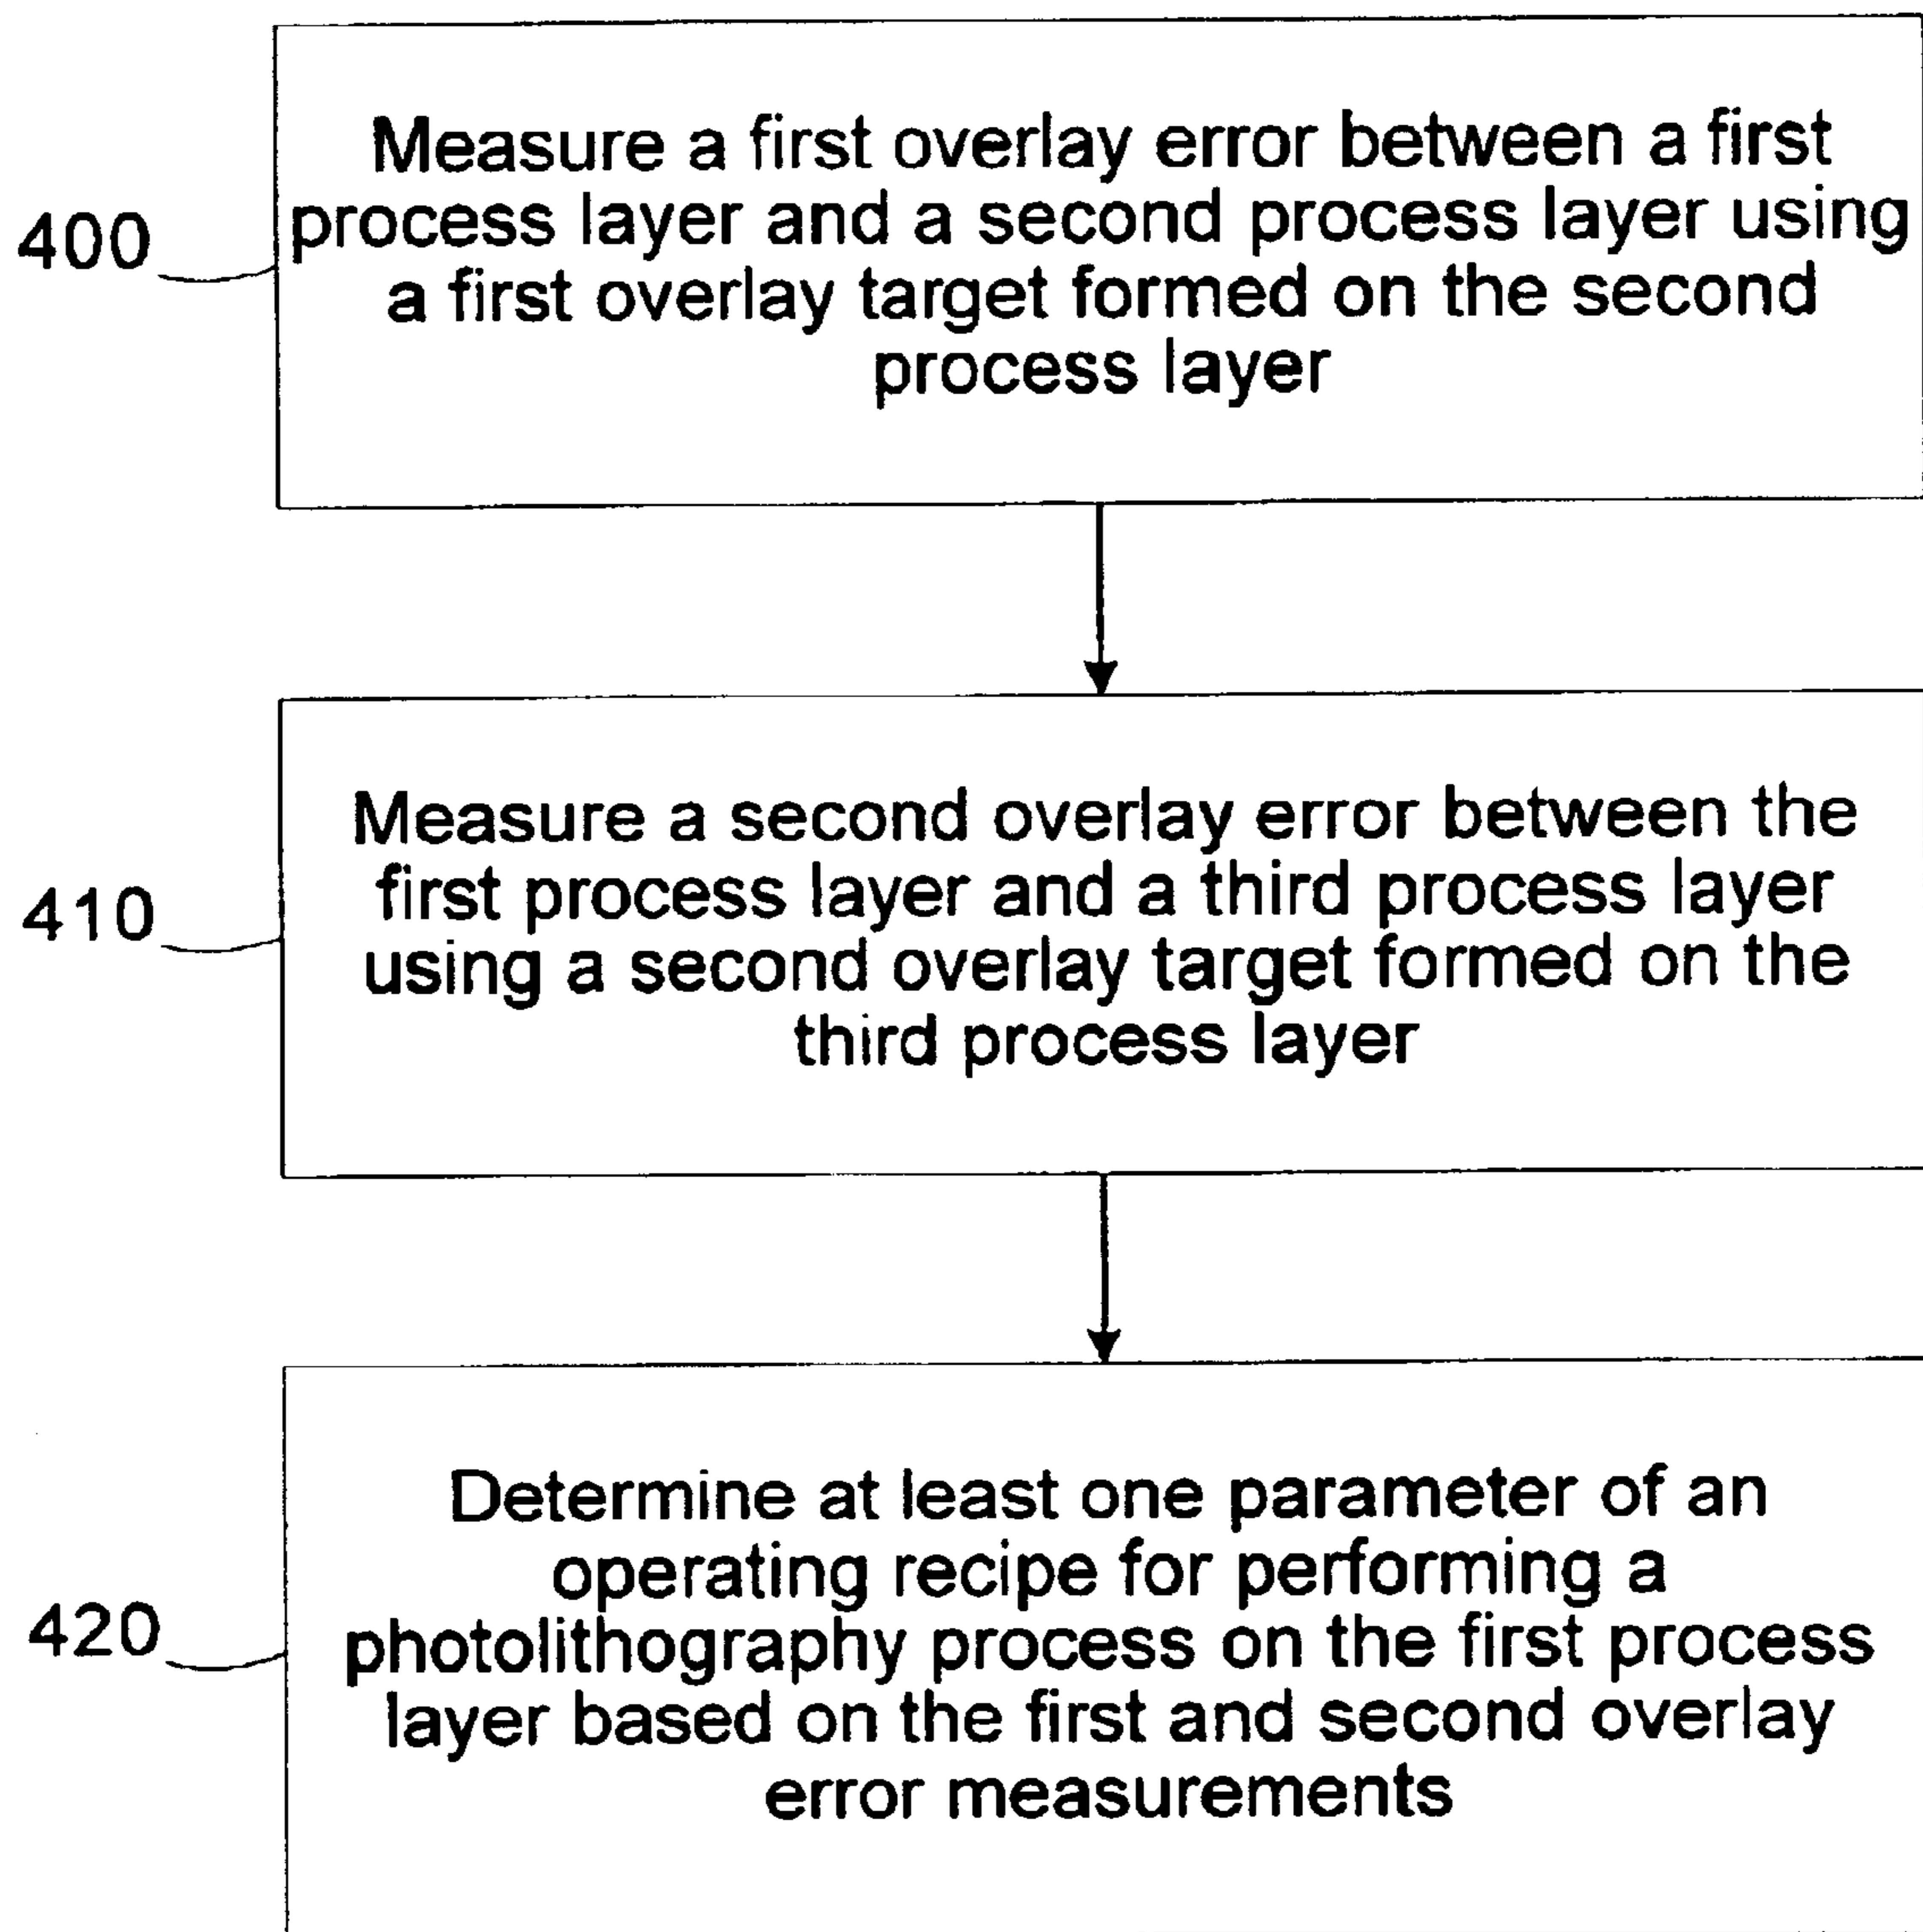 Measure a first overlay error between a first
400 process layer and a second process layer using
a first overlay target formed on the second
process layer
Measure a second overlay error between the
410 first process layer and a third process layer
using a second overlay target formed on the
third process layer
Determine at least one parameter of an
operating recipe for performing a
420 photolithography process on the first process
layer based on the first and second overlay
error measurements